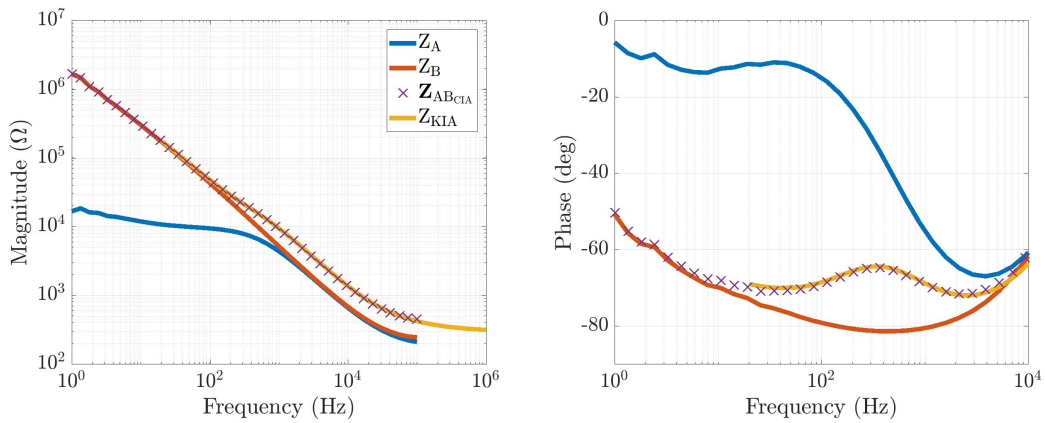 10^7
10^6
10^5
10^4
10^3
10^2
Magnitude (Ω)
10^0
10^2
10^4
10^6
Frequency (Hz)
Z_A
Z_B
Z_AB_CIA
Z_KIA
0
-20
-40
-60
-80
Phase (deg)
10^0
10^2
10^4
Frequency (Hz)